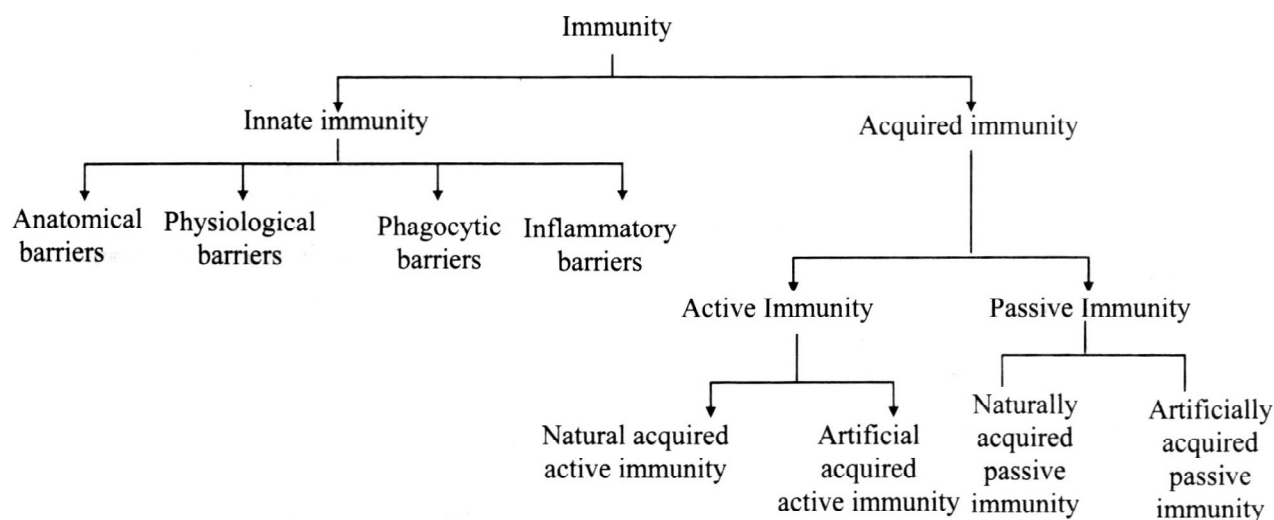 Immunity
Innate immunity
Acquired immunity
Anatomical
barriers
Physiological
barriers
Phagocytic
barriers
Inflammatory
barriers
Active Immunity
Passive Immunity
Natural acquired
active immunity
Artificial
acquired
active immunity
Naturally
acquired
passive
immunity
Artificially
acquired
passive
immunity